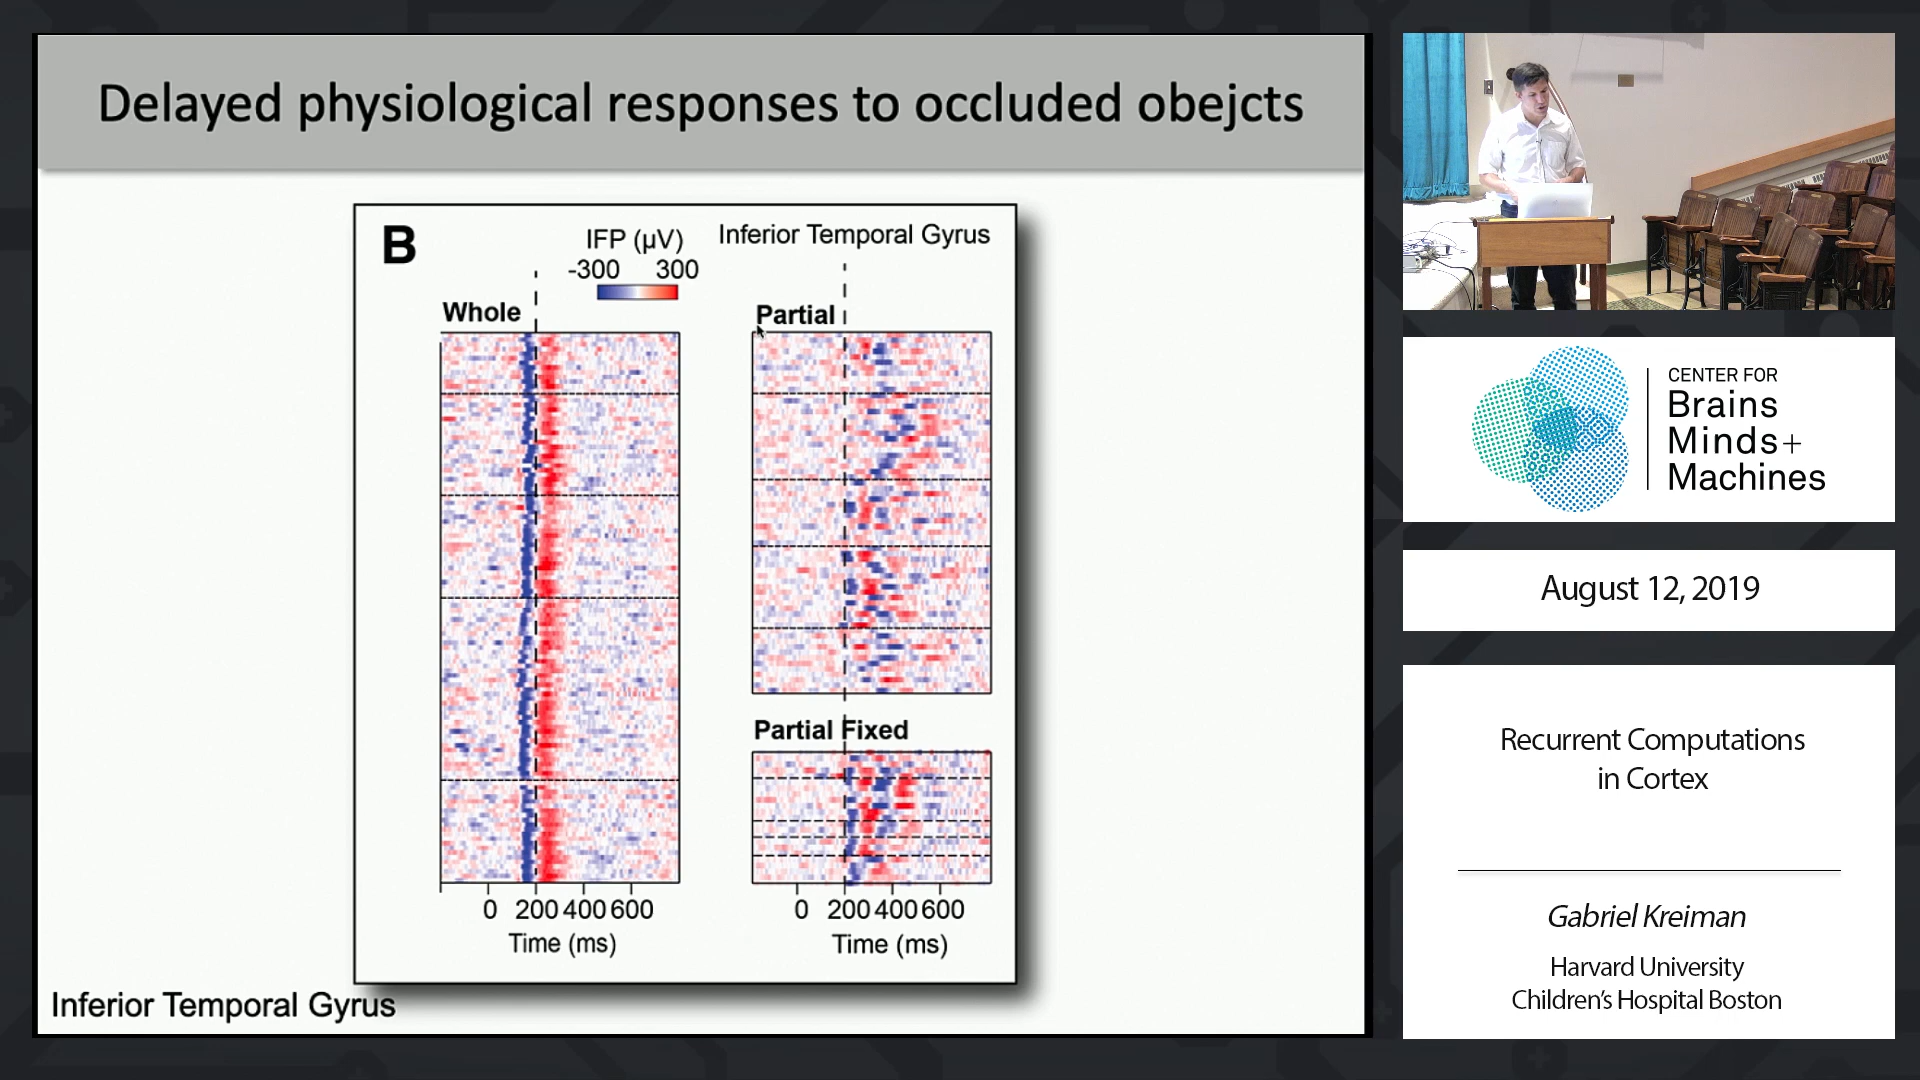 Delayed physiological responses to occluded obejcts
B
IFP (µV)
-300 300
Inferior Temporal Gyrus
Whole
Partial
Partial Fixed
0 200 400 600
Time (ms)
0 200 400 600
Time (ms)
Inferior Temporal Gyrus
CENTER FOR
Brains
Minds+
Machines
August 12, 2019
Recurrent Computations
in Cortex
Gabriel Kreiman
Harvard University
Children's Hospital Boston